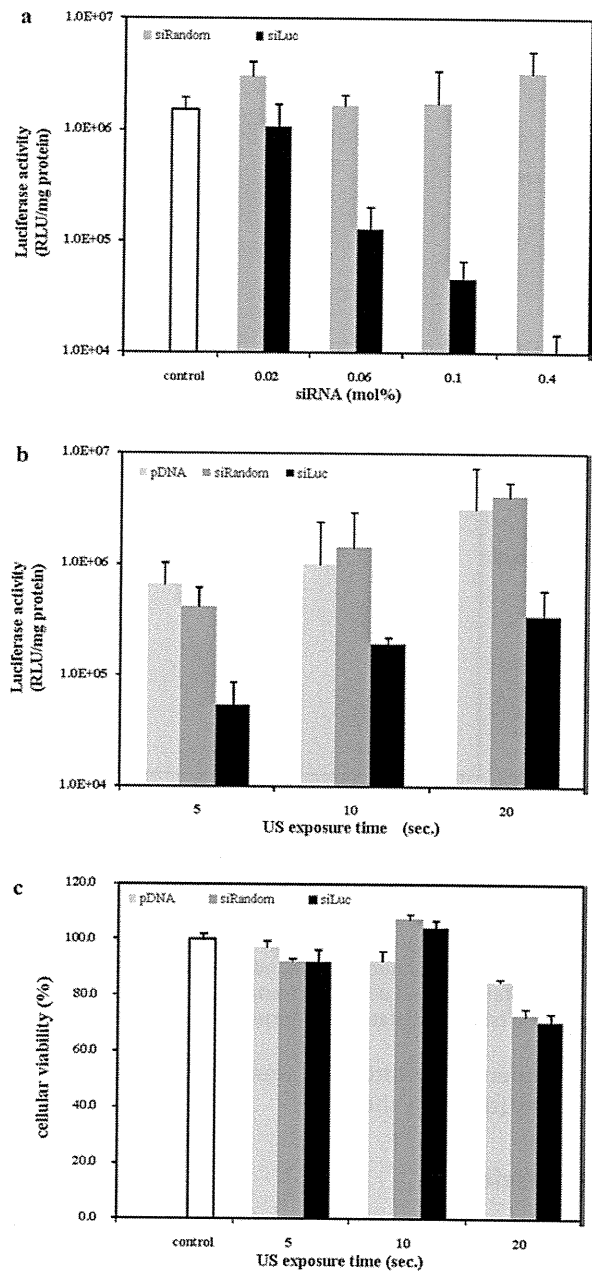 a
1.0E+07
siRandom siLuc
1.0E+06
1.0E+05
1.0E+04
Luciferase activity
(RLU/mg protein)
control 0.02 0.06 0.1 0.4
siRNA (mol%)
b
1.0E+07
pDNA siRandom siLuc
1.0E+06
1.0E+05
1.0E+04
Luciferase activity
(RLU/mg protein)
5 10 20
US exposure time (sec.)
c
120.0
pDNA siRandom siLuc
100.0
80.0
60.0
40.0
20.0
0.0
cellular viability (%)
control 5 10 20
US exposure time (sec.)